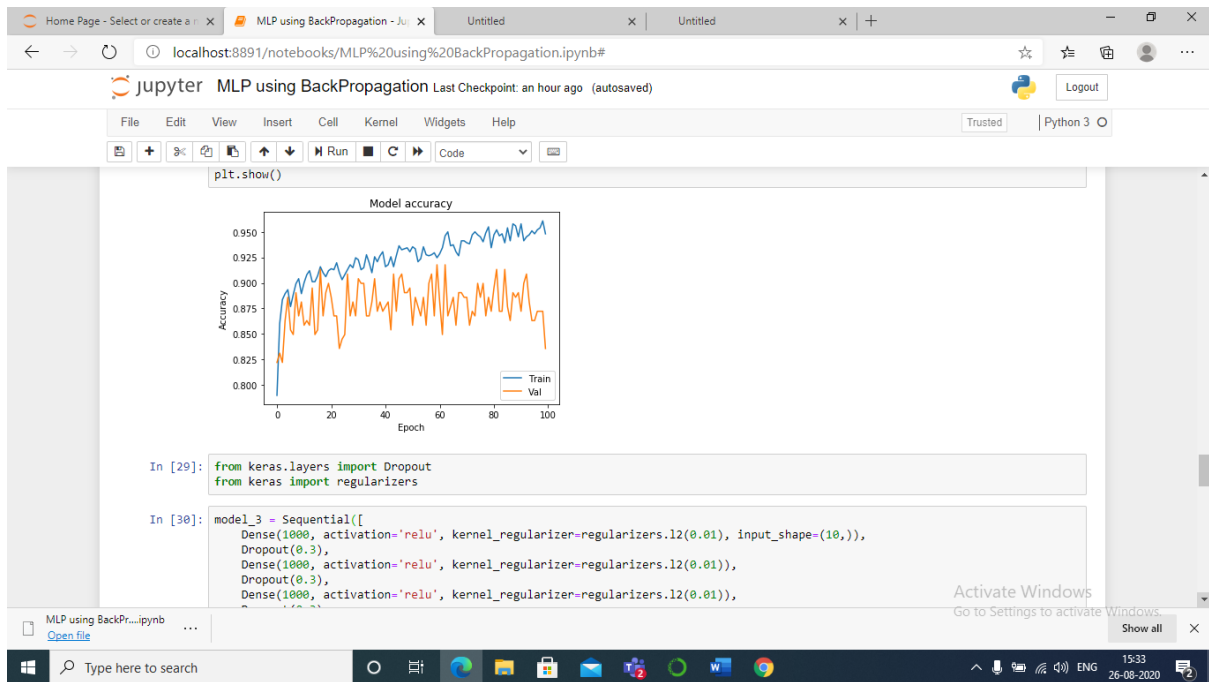 Home Page - Select or create a n
MLP using BackPropagation - Ju
Untitled
Untitled
localhost:8891/notebooks/MLP%20using%20BackPropagation.ipynb#
jupyter MLP using BackPropagation Last Checkpoint: an hour ago (autosaved)
Logout
File Edit View Insert Cell Kernel Widgets Help
Trusted
Python 3
Run
Code
plt.show()
Model accuracy
0.950
0.925
0.900
0.875
0.850
0.825
0.800
Accuracy
Train
Val
0 20 40 60 80 100
Epoch
In [29]: from keras.layers import Dropout
from keras import regularizers
In [30]: model_3 = Sequential([
Dense(1000, activation='relu', kernel_regularizer=regularizers.l2(0.01), input_shape=(10,)),
Dropout(0.3),
Dense(1000, activation='relu', kernel_regularizer=regularizers.l2(0.01)),
Dropout(0.3),
Dense(1000, activation='relu', kernel_regularizer=regularizers.l2(0.01)),
Activate Windows
Go to Settings to activate Windows.
MLP using BackPr....ipynb
Open file
Show all
Type here to search
2
ENG
15:33
26-08-2020
2